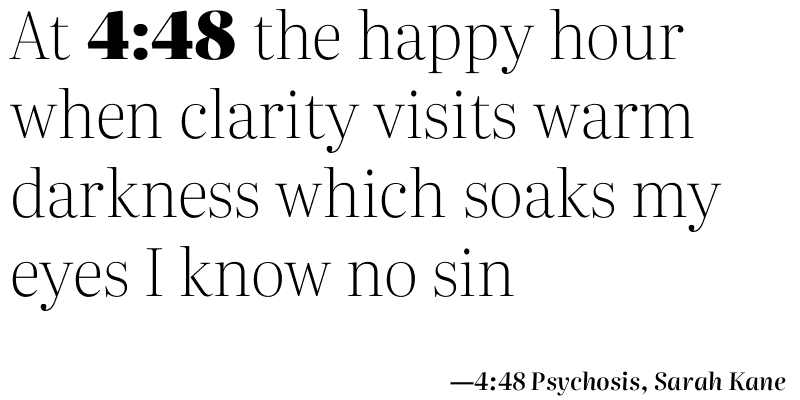 At 4:48 the happy hour
when clarity visits warm
darkness which soaks my
eyes I know no sin
—4:48 Psychosis, Sarah Kane